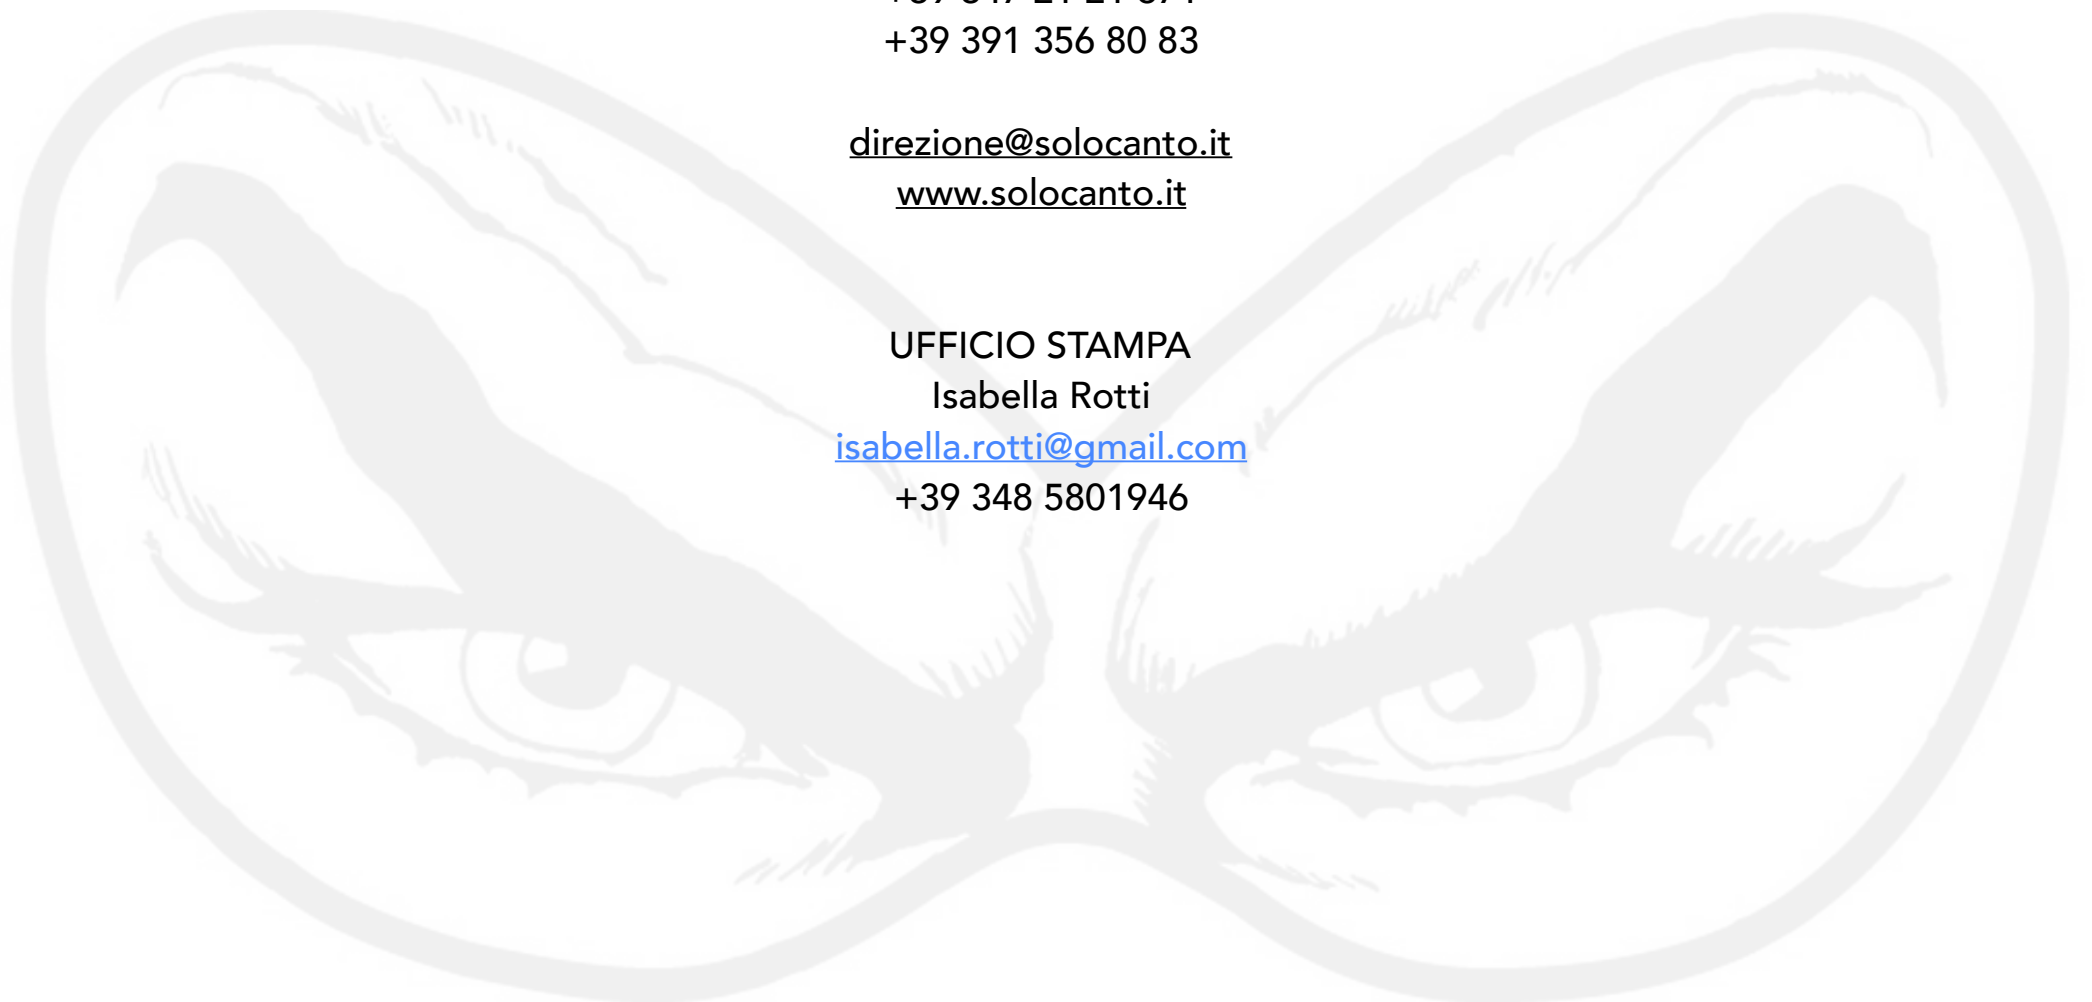 +39 391 356 80 83
direzione@solocanto.it
www.solocanto.it
UFFICIO STAMPA
Isabella Rotti
isabella.rotti@gmail.com
+39 348 5801946